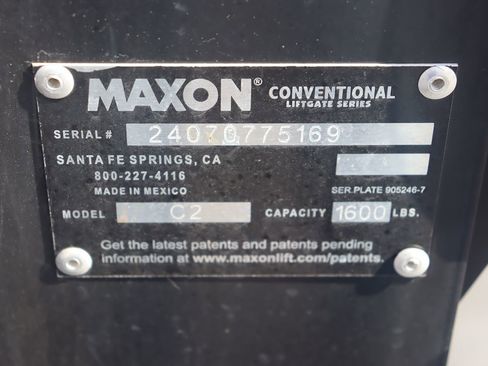 MAXON® CONVENTIONAL
LIFTGATE SERIES
SERIAL # 24070775169
SANTA FE SPRINGS, CA
800-227-4116
MADE IN MEXICO SER.PLATE 905246-7
MODEL C2 CAPACITY 1600 LBS.
Get the latest patents and patents pending
information at www.maxonlift.com/patents.